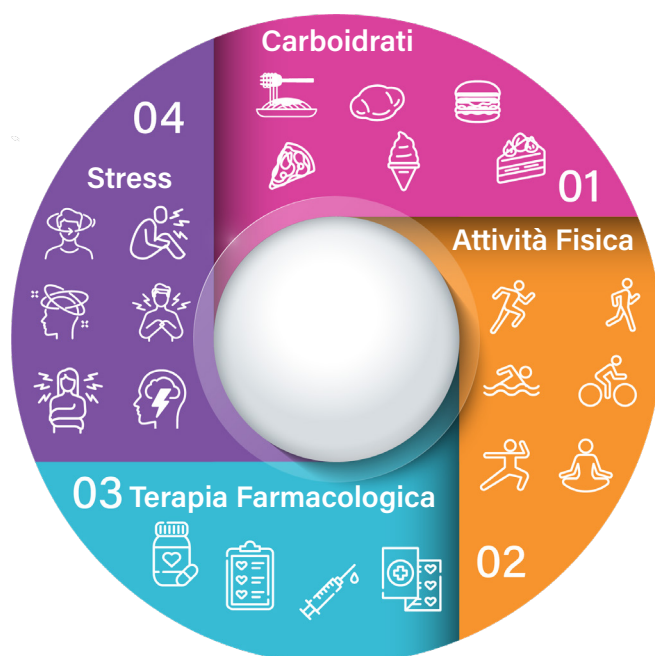 Carboidrati
01
Attività Fisica
02
03 Terapia Farmacologica
04
Stress